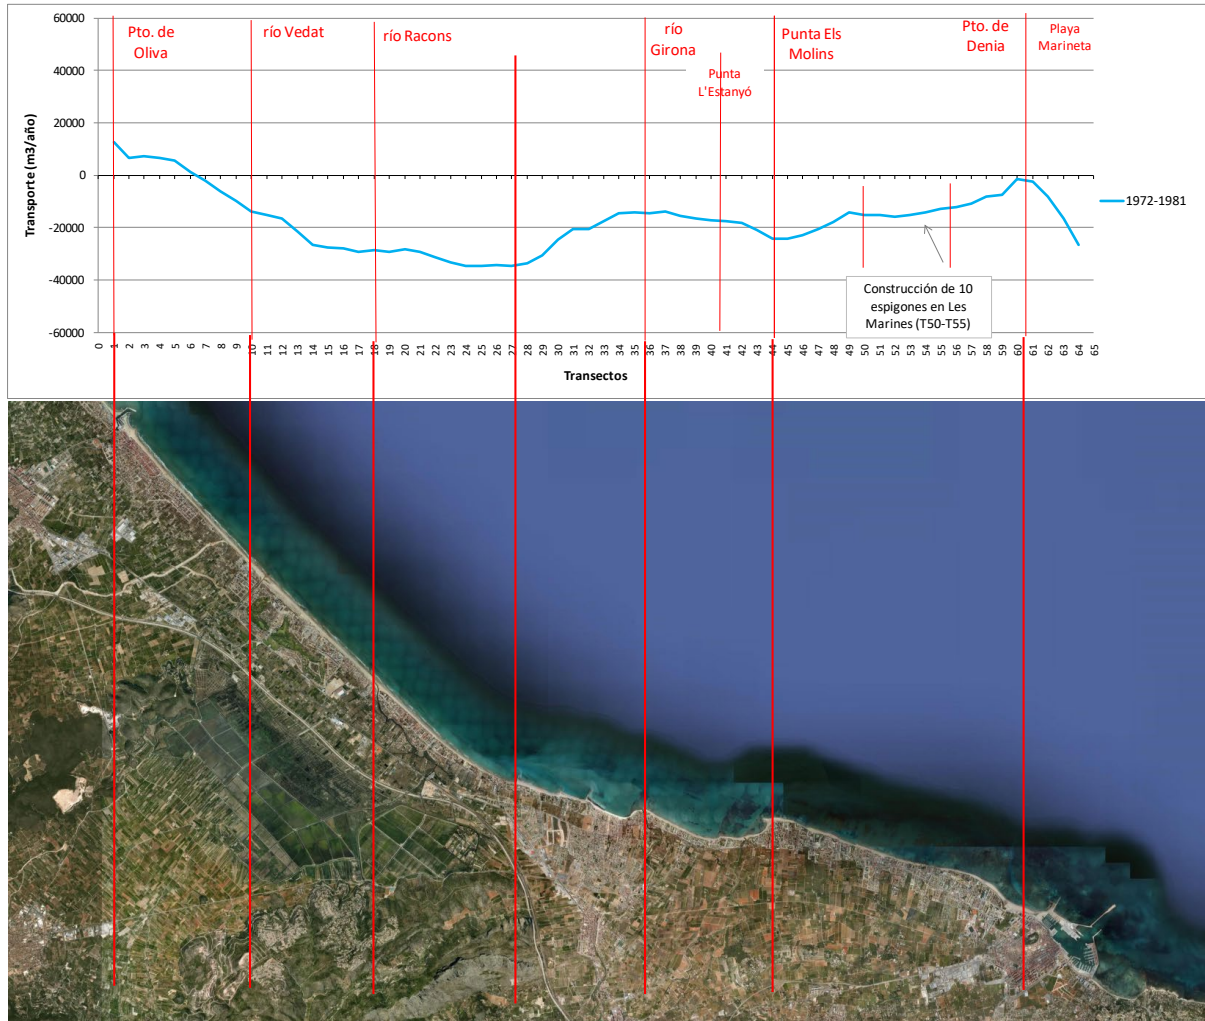 60000
40000
20000
0
-20000
-40000
-60000
Transporte (m3/año)
Pto. de
Oliva
río Vedat
río Racons
río
Girona
Punta
L'Estanyó
Punta Els
Molins
Pto. de
Denia
Playa
Marineta
1972-1981
Construcción de 10
espigones en Les
Marines (T50-T55)
0 1 2 3 4 5 6 7 8 9 10 11 12 13 14 15 16 17 18 19 20 21 22 23 24 25 26 27 28 29 30 31 32 33 34 35 36 37 38 39 40 41 42 43 44 45 46 47 48 49 50 51 52 53 54 55 56 57 58 59 60 61 62 63 64 65
Transectos